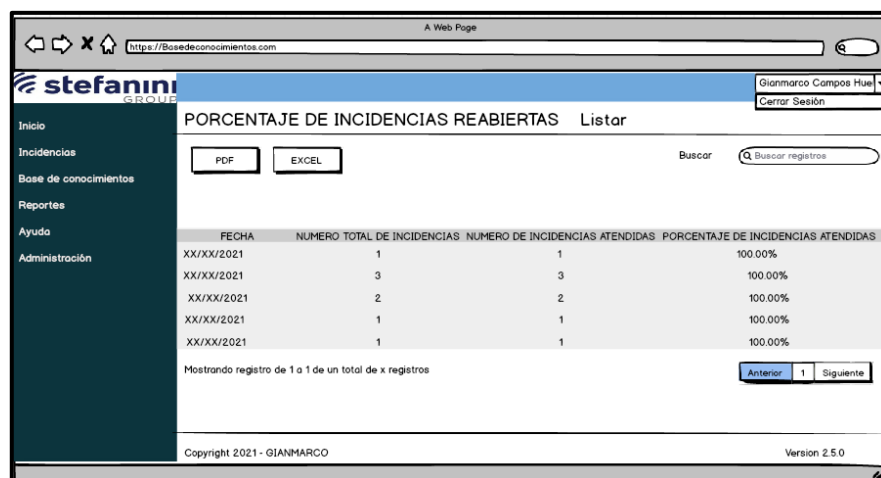 A Web Page
https://Basedeconocimientos.com
stefanini
GROUP
Gianmarco Campos Hue
Cerrar Sesión
Inicio
Incidencias
Base de conocimientos
Reportes
Ayuda
Administración
PORCENTAJE DE INCIDENCIAS REABIERTAS Listar
PDF EXCEL Buscar Buscar registros
FECHA NUMERO TOTAL DE INCIDENCIAS NUMERO DE INCIDENCIAS ATENDIDAS PORCENTAJE DE INCIDENCIAS ATENDIDAS
XX/XX/2021 1 1 100.00%
XX/XX/2021 3 3 100.00%
XX/XX/2021 2 2 100.00%
XX/XX/2021 1 1 100.00%
XX/XX/2021 1 1 100.00%
Mostrando registro de 1 a 1 de un total de x registros Anterior 1 Siguiente
Copyright 2021 - GIANMARCO Version 2.5.0